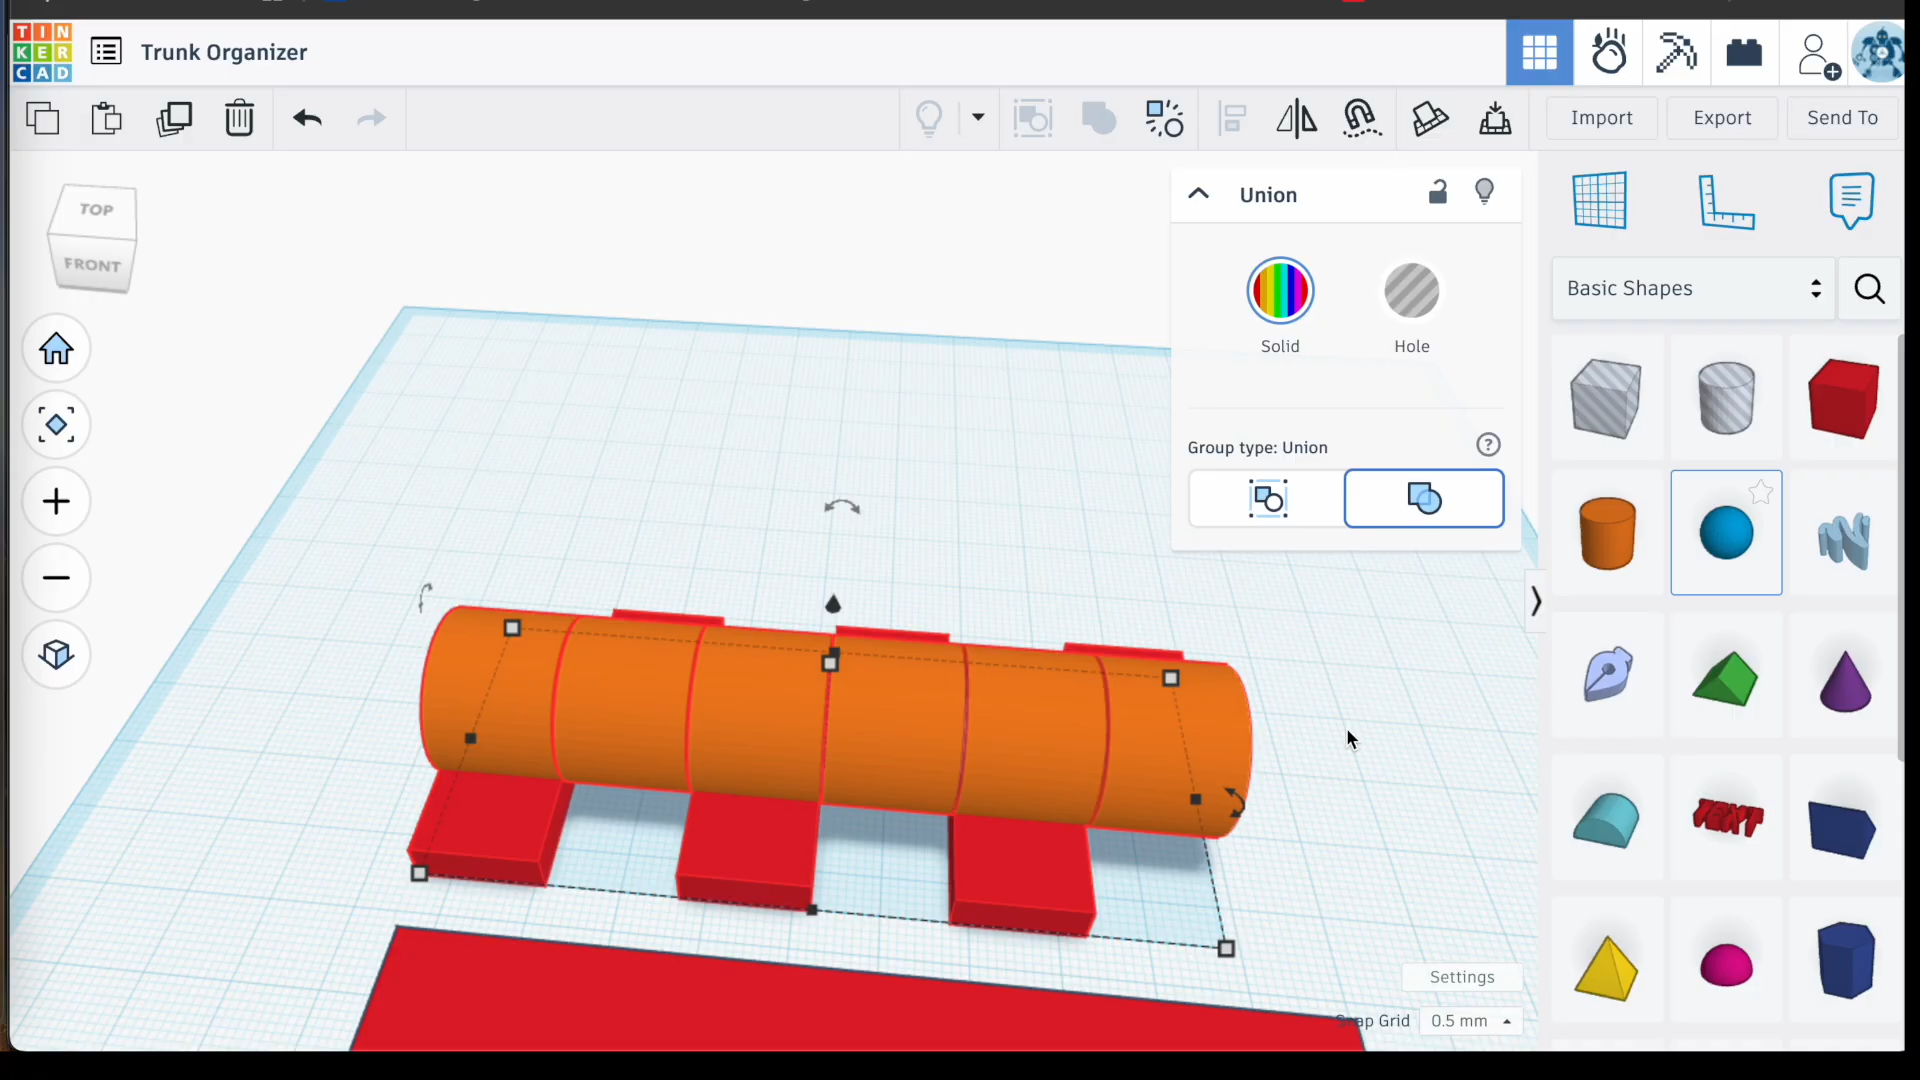 TIN
KER
CAD
Trunk Organizer
Import
Export
Send To
TOP
FRONT
Union
Solid
Hole
Group type: Union
?
Basic Shapes
TEXT
Settings
Snap Grid
0.5 mm